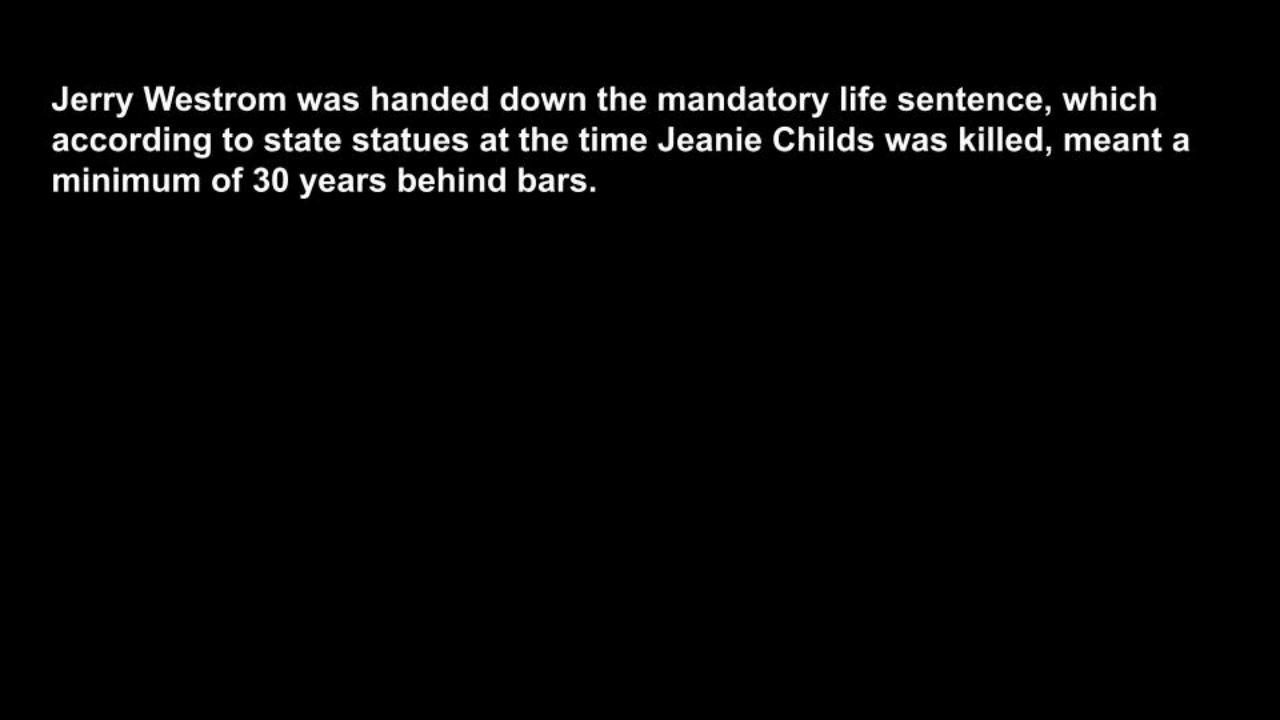 Jerry Westrom was handed down the mandatory life sentence, which
according to state statues at the time Jeanie Childs was killed, meant a
minimum of 30 years behind bars.